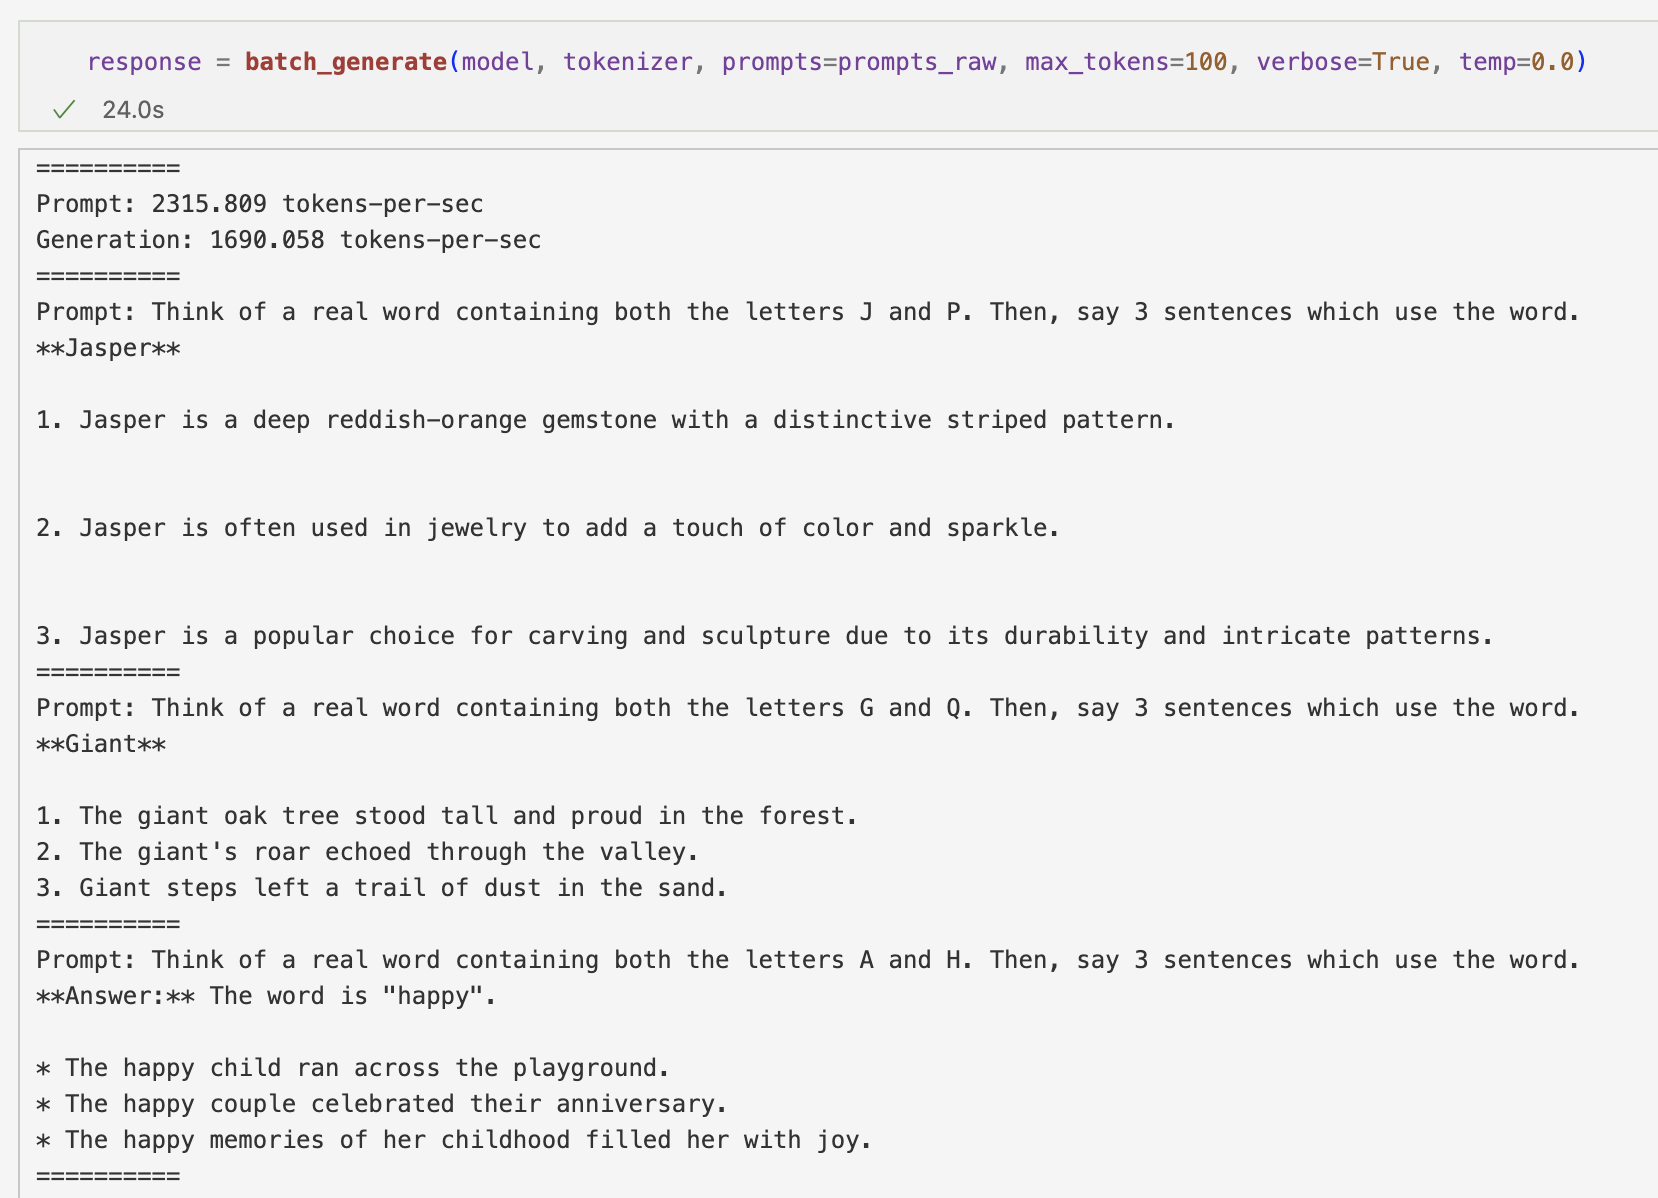 response = batch_generate(model, tokenizer, prompts=prompts_raw, max_tokens=100, verbose=True, temp=0.0)
✓ 24.0s
==========
Prompt: 2315.809 tokens-per-sec
Generation: 1690.058 tokens-per-sec
==========
Prompt: Think of a real word containing both the letters J and P. Then, say 3 sentences which use the word.
**Jasper**
1. Jasper is a deep reddish-orange gemstone with a distinctive striped pattern.
2. Jasper is often used in jewelry to add a touch of color and sparkle.
3. Jasper is a popular choice for carving and sculpture due to its durability and intricate patterns.
==========
Prompt: Think of a real word containing both the letters G and Q. Then, say 3 sentences which use the word.
**Giant**
1. The giant oak tree stood tall and proud in the forest.
2. The giant's roar echoed through the valley.
3. Giant steps left a trail of dust in the sand.
==========
Prompt: Think of a real word containing both the letters A and H. Then, say 3 sentences which use the word.
**Answer:** The word is "happy".
* The happy child ran across the playground.
* The happy couple celebrated their anniversary.
* The happy memories of her childhood filled her with joy.
==========